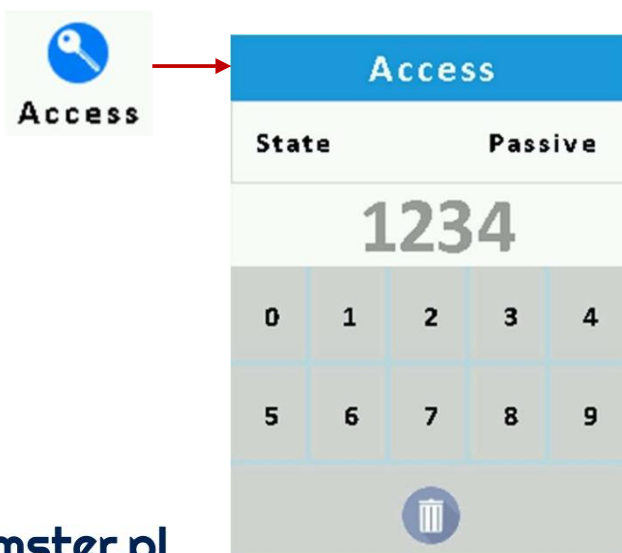 Access
Access
State Passive
1234
0 1 2 3 4
5 6 7 8 9
mster.pl